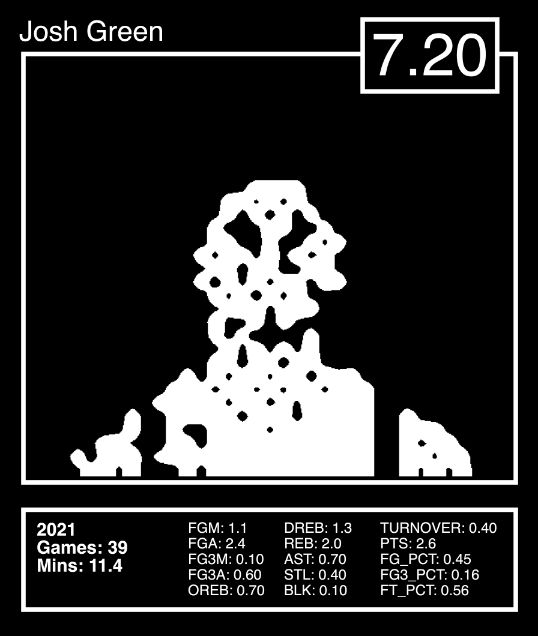 Josh Green
7.20
2021
Games: 39
Mins: 11.4
FGM: 1.1
FGA: 2.4
FG3M: 0.10
FG3A: 0.60
OREB: 0.70
DREB: 1.3
REB: 2.0
AST: 0.70
STL: 0.40
BLK: 0.10
TURNOVER: 0.40
PTS: 2.6
FG_PCT: 0.45
FG3_PCT: 0.16
FT_PCT: 0.56